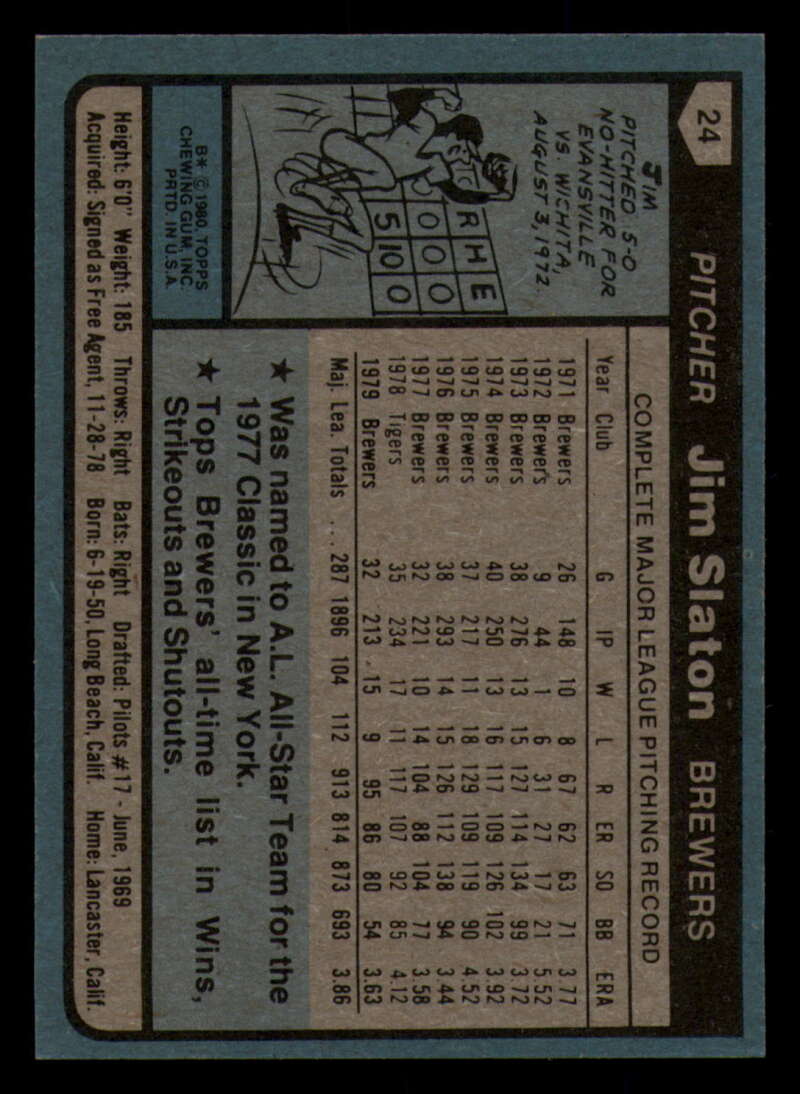 24 PITCHER Jim Slaton BREWERS
JIM
PITCHED 5-0
NO-HITTER FOR
EVANSVILLE
VS. WICHITA,
AUGUST 3, 1972
R H E
0 0 0
5 10 0
B* © 1980 TOPPS
CHEWING GUM, INC.
PRTD. IN U.S.A.
COMPLETE MAJOR LEAGUE PITCHING RECORD
Year Club G IP W L R ER SO BB ERA
1971 Brewers 26 148 10 8 67 62 63 71 3.77
1972 Brewers 9 44 1 6 31 27 17 21 5.52
1973 Brewers 38 276 13 15 127 114 134 99 3.72
1974 Brewers 40 250 13 16 117 109 126 102 3.92
1975 Brewers 37 217 11 18 129 109 119 90 4.52
1976 Brewers 38 293 14 15 126 112 138 94 3.44
1977 Brewers 32 221 10 14 104 88 104 77 3.58
1978 Tigers 35 234 17 11 117 107 92 85 4.12
1979 Brewers 32 213 15 9 95 86 80 54 3.63
Maj. Lea. Totals ... 287 1896 104 112 913 814 873 693 3.86
★ Was named to A.L. All-Star Team for the
1977 Classic in New York.
★ Tops Brewers' all-time list in Wins,
Strikeouts and Shutouts.
Height: 6'0" Weight: 185 Throws: Right Bats: Right Drafted: Pilots #17 - June, 1969
Acquired: Signed as Free Agent, 11-28-78 Born: 6-19-50, Long Beach, Calif. Home: Lancaster, Calif.